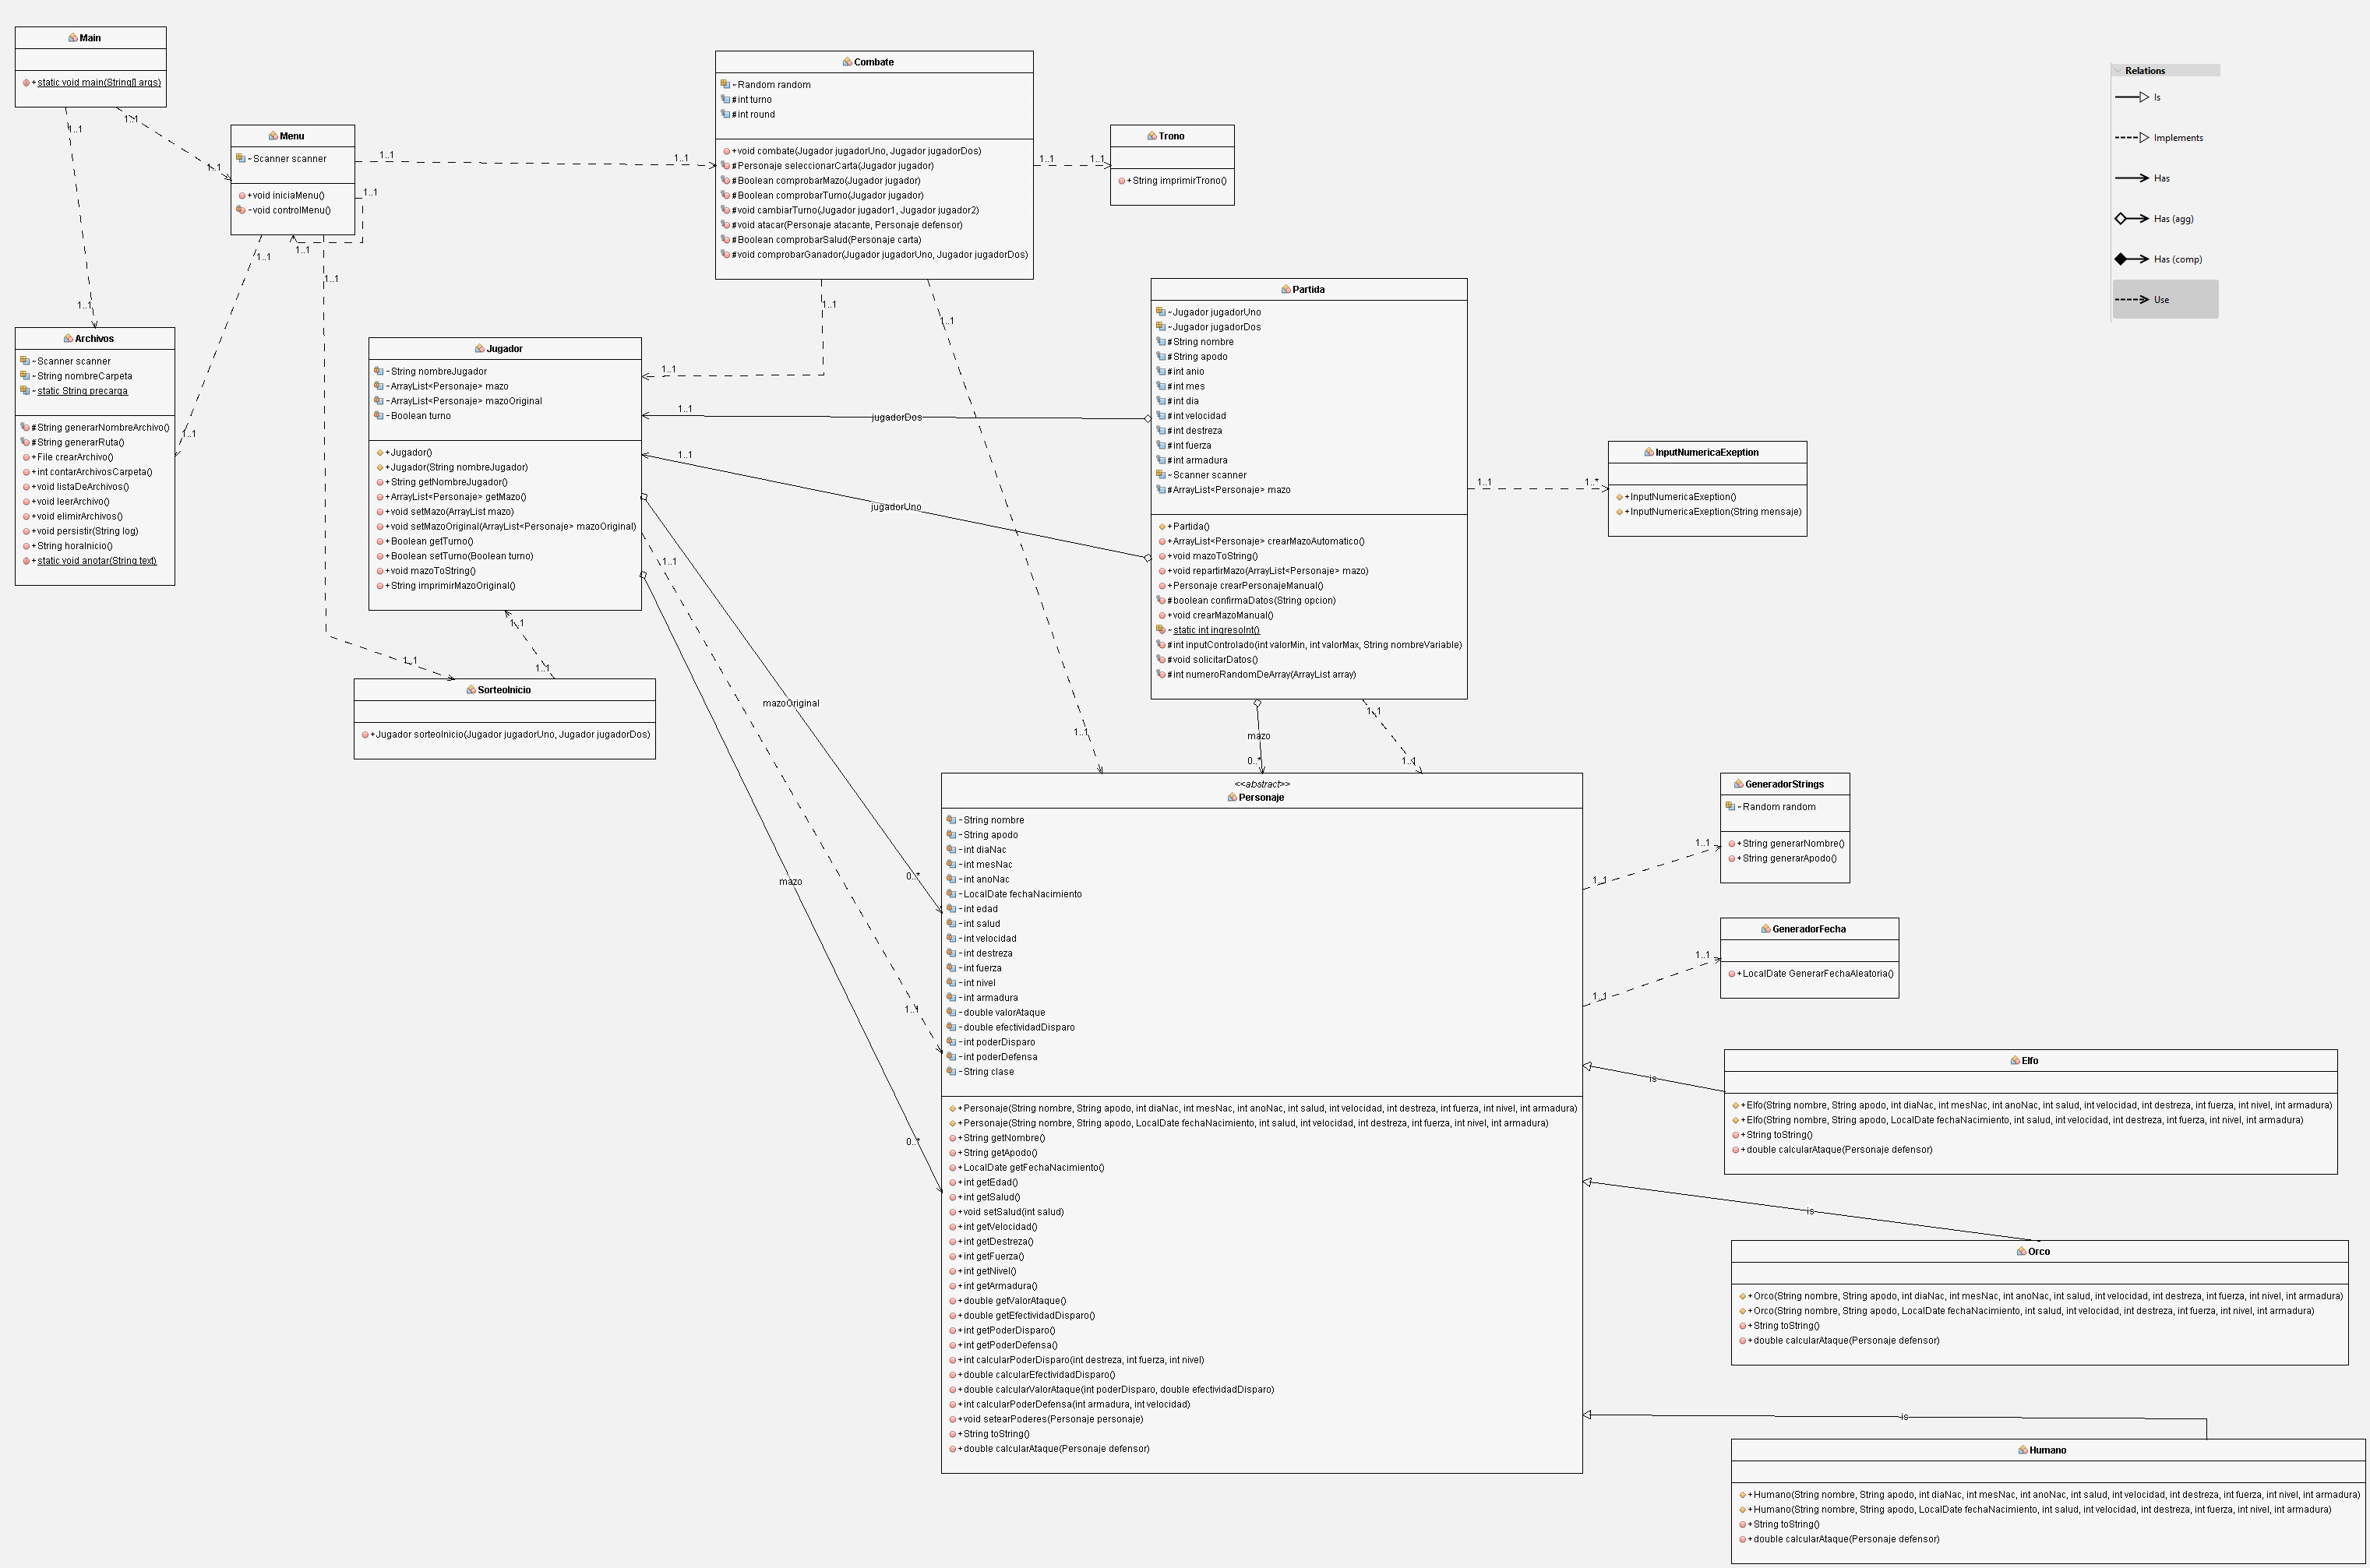 Main
+static void main(String[] args)
1..1
1..1
1..1
1..1
Menu
~Scanner scanner
+void iniciaMenu()
-void controlMenu()
1..1
1..1
1..1
1..1
1..1
1..1
1..1
1..1
Archivos
~Scanner scanner
~String nombreCarpeta
~static String precarga
#String generarNombreArchivo()
#String generarRuta()
+File crearArchivo()
+int contarArchivosCarpeta()
+void listaDeArchivos()
+void leerArchivo()
+void elimirArchivos()
+void persistir(String log)
+String horaInicio()
+static void anotar(String text)
Combate
~Random random
#int turno
#int round
+void combate(Jugador jugadorUno, Jugador jugadorDos)
#Personaje seleccionarCarta(Jugador jugador)
#Boolean comprobarMazo(Jugador jugador)
#Boolean comprobarTurno(Jugador jugador)
#void cambiarTurno(Jugador jugador1, Jugador jugador2)
#void atacar(Personaje atacante, Personaje defensor)
#Boolean comprobarSalud(Personaje carta)
#void comprobarGanador(Jugador jugadorUno, Jugador jugadorDos)
1..1
1..1
Trono
+String imprimirTrono()
Relations
Is
Implements
Has
Has (agg)
Has (comp)
Use
1..1
1..1
1..1
1..1
Jugador
-String nombreJugador
-ArrayList<Personaje> mazo
-ArrayList<Personaje> mazoOriginal
-Boolean turno
+Jugador()
+Jugador(String nombreJugador)
+String getNombreJugador()
+ArrayList<Personaje> getMazo()
+void setMazo(ArrayList mazo)
+void setMazoOriginal(ArrayList<Personaje> mazoOriginal)
+Boolean getTurno()
+Boolean setTurno(Boolean turno)
+void mazoToString()
+String imprimirMazoOriginal()
1..1
jugadorDos
1..1
jugadorUno
Partida
~Jugador jugadorUno
~Jugador jugadorDos
#String nombre
#String apodo
#int anio
#int mes
#int dia
#int velocidad
#int destreza
#int fuerza
#int armadura
~Scanner scanner
#ArrayList<Personaje> mazo
+Partida()
+ArrayList<Personaje> crearMazoAutomatico()
+void mazoToString()
+void repartirMazo(ArrayList<Personaje> mazo)
+Personaje crearPersonajeManual()
#boolean confirmaDatos(String opcion)
+void crearMazoManual()
~static int ingresoInt()
#int inputControlado(int valorMin, int valorMax, String nombreVariable)
#void solicitarDatos()
#int numeroRandomDeArray(ArrayList array)
1..1
1..*
InputNumericaExeption
+InputNumericaExeption()
+InputNumericaExeption(String mensaje)
1..1
1..1
1..1
1..1
SorteoInicio
+Jugador sorteoInicio(Jugador jugadorUno, Jugador jugadorDos)
mazoOriginal
0..*
1..1
mazo
0..*
mazo
0..*
1..1
1..1
<<abstract>>
Personaje
-String nombre
-String apodo
-int diaNac
-int mesNac
-int anoNac
-LocalDate fechaNacimiento
-int edad
-int salud
-int velocidad
-int destreza
-int fuerza
-int nivel
-int armadura
-double valorAtaque
-double efectividadDisparo
-int poderDisparo
-int poderDefensa
-String clase
+Personaje(String nombre, String apodo, int diaNac, int mesNac, int anoNac, int salud, int velocidad, int destreza, int fuerza, int nivel, int armadura)
+Personaje(String nombre, String apodo, LocalDate fechaNacimiento, int salud, int velocidad, int destreza, int fuerza, int nivel, int armadura)
+String getNombre()
+String getApodo()
+LocalDate getFechaNacimiento()
+int getEdad()
+int getSalud()
+void setSalud(int salud)
+int getVelocidad()
+int getDestreza()
+int getFuerza()
+int getNivel()
+int getArmadura()
+double getValorAtaque()
+double getEfectividadDisparo()
+int getPoderDisparo()
+int getPoderDefensa()
+int calcularPoderDisparo(int destreza, int fuerza, int nivel)
+double calcularEfectividadDisparo()
+double calcularValorAtaque(int poderDisparo, double efectividadDisparo)
+int calcularPoderDefensa(int armadura, int velocidad)
+void setearPoderes(Personaje personaje)
+String toString()
+double calcularAtaque(Personaje defensor)
1..1
1..1
GeneradorStrings
~Random random
+String generarNombre()
+String generarApodo()
1..1
1..1
GeneradorFecha
+LocalDate GenerarFechaAleatoria()
is
Elfo
+Elfo(String nombre, String apodo, int diaNac, int mesNac, int anoNac, int salud, int velocidad, int destreza, int fuerza, int nivel, int armadura)
+Elfo(String nombre, String apodo, LocalDate fechaNacimiento, int salud, int velocidad, int destreza, int fuerza, int nivel, int armadura)
+String toString()
+double calcularAtaque(Personaje defensor)
is
Orco
+Orco(String nombre, String apodo, int diaNac, int mesNac, int anoNac, int salud, int velocidad, int destreza, int fuerza, int nivel, int armadura)
+Orco(String nombre, String apodo, LocalDate fechaNacimiento, int salud, int velocidad, int destreza, int fuerza, int nivel, int armadura)
+String toString()
+double calcularAtaque(Personaje defensor)
is
Humano
+Humano(String nombre, String apodo, int diaNac, int mesNac, int anoNac, int salud, int velocidad, int destreza, int fuerza, int nivel, int armadura)
+Humano(String nombre, String apodo, LocalDate fechaNacimiento, int salud, int velocidad, int destreza, int fuerza, int nivel, int armadura)
+String toString()
+double calcularAtaque(Personaje defensor)